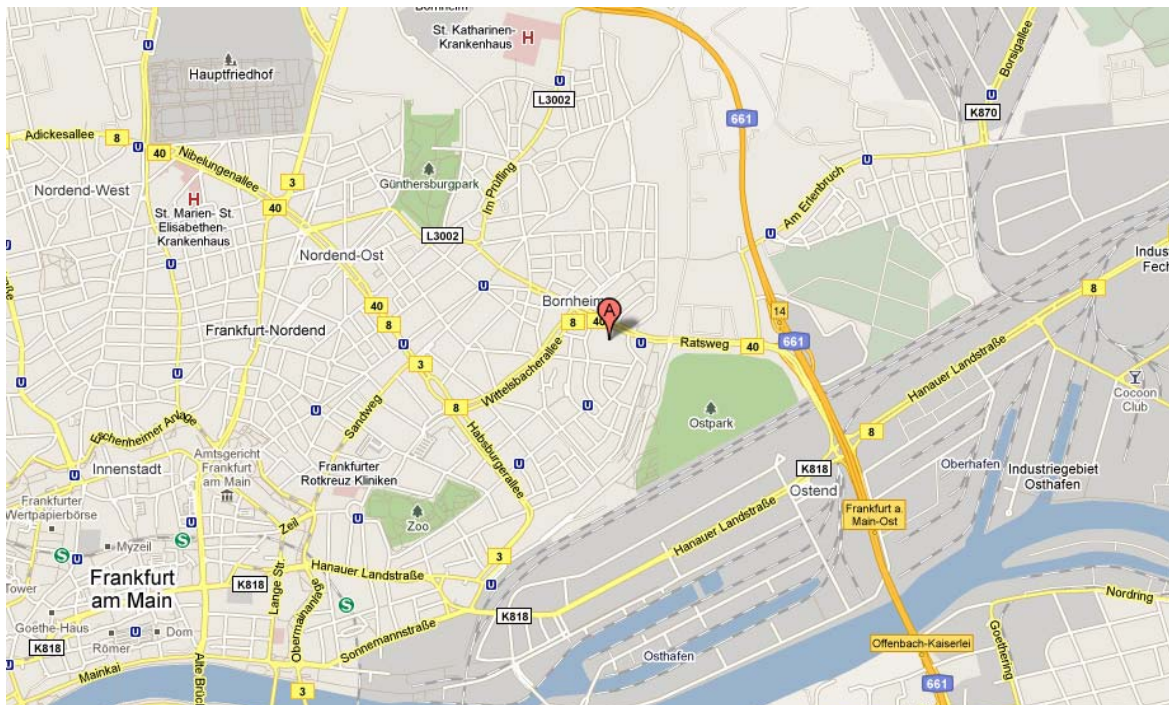 Bornheim
St. Katharinen-
Krankenhaus
H
U
Hauptfriedhof
U
Borsigallee
U
L3002
K870
661
Adickesallee
8
U
40
Nibelungenallee
U
Nordend-West
H
3
Günthersburgpark
Im Prüfling
Am Erlenbruch
St. Marien- St.
Elisabethen-
Krankenhaus
40
L3002
U
U
Nordend-Ost
Indus
Fech
U
U
8
Bornheim
A
40
14
8
40
Frankfurt-Nordend
8
U
U
Ratsweg
40
661
3
Wittelsbacherallee
Hanauer Landstraße
Cocoon
Club
U
8
Sandweg
U
Ostpark
Eschenheimer Anlage
Habsburgerallee
8
U
Amtsgericht
Frankfurt
am Main
Innenstadt
Frankfurter
Rotkreuz Kliniken
U
K818
Oberhafen
Industriegebiet
Osthafen
Ostend
Frankfurter
Wertpapierbörse
Zeil
U
Zoo
Frankfurt a.
Main-Ost
Myzeil
S
S
Hanauer Landstraße
3
Tower
Frankfurt
am Main
K818
Hanauer Landstraße
U
Lange Str.
Obermainanlage
S
K818
Nordring
Goethe-Haus
U
Dom
K818
Römer
Sonnemannstraße
Osthafen
Offenbach-Kaiserlei
Goethering
Mainkai
Alte Brück
3
661